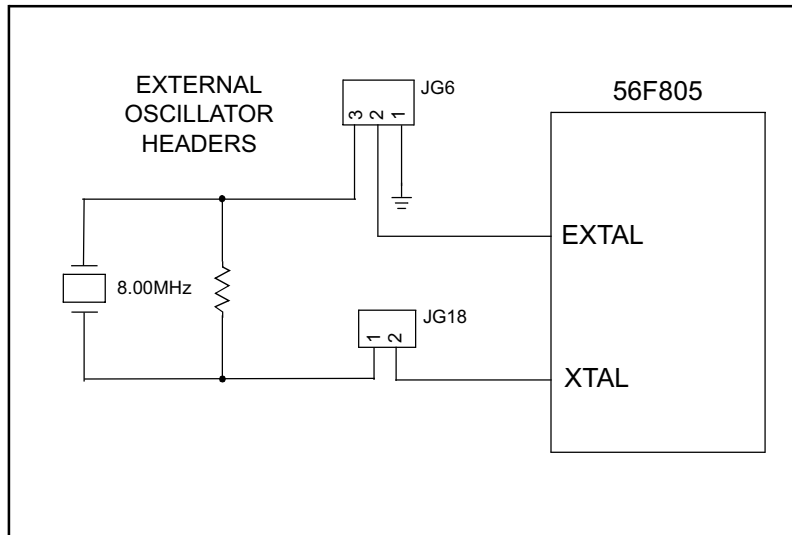 EXTERNAL
OSCILLATOR
HEADERS
JG6
3 2 1
56F805
EXTAL
8.00MHz
JG18
1 2
XTAL